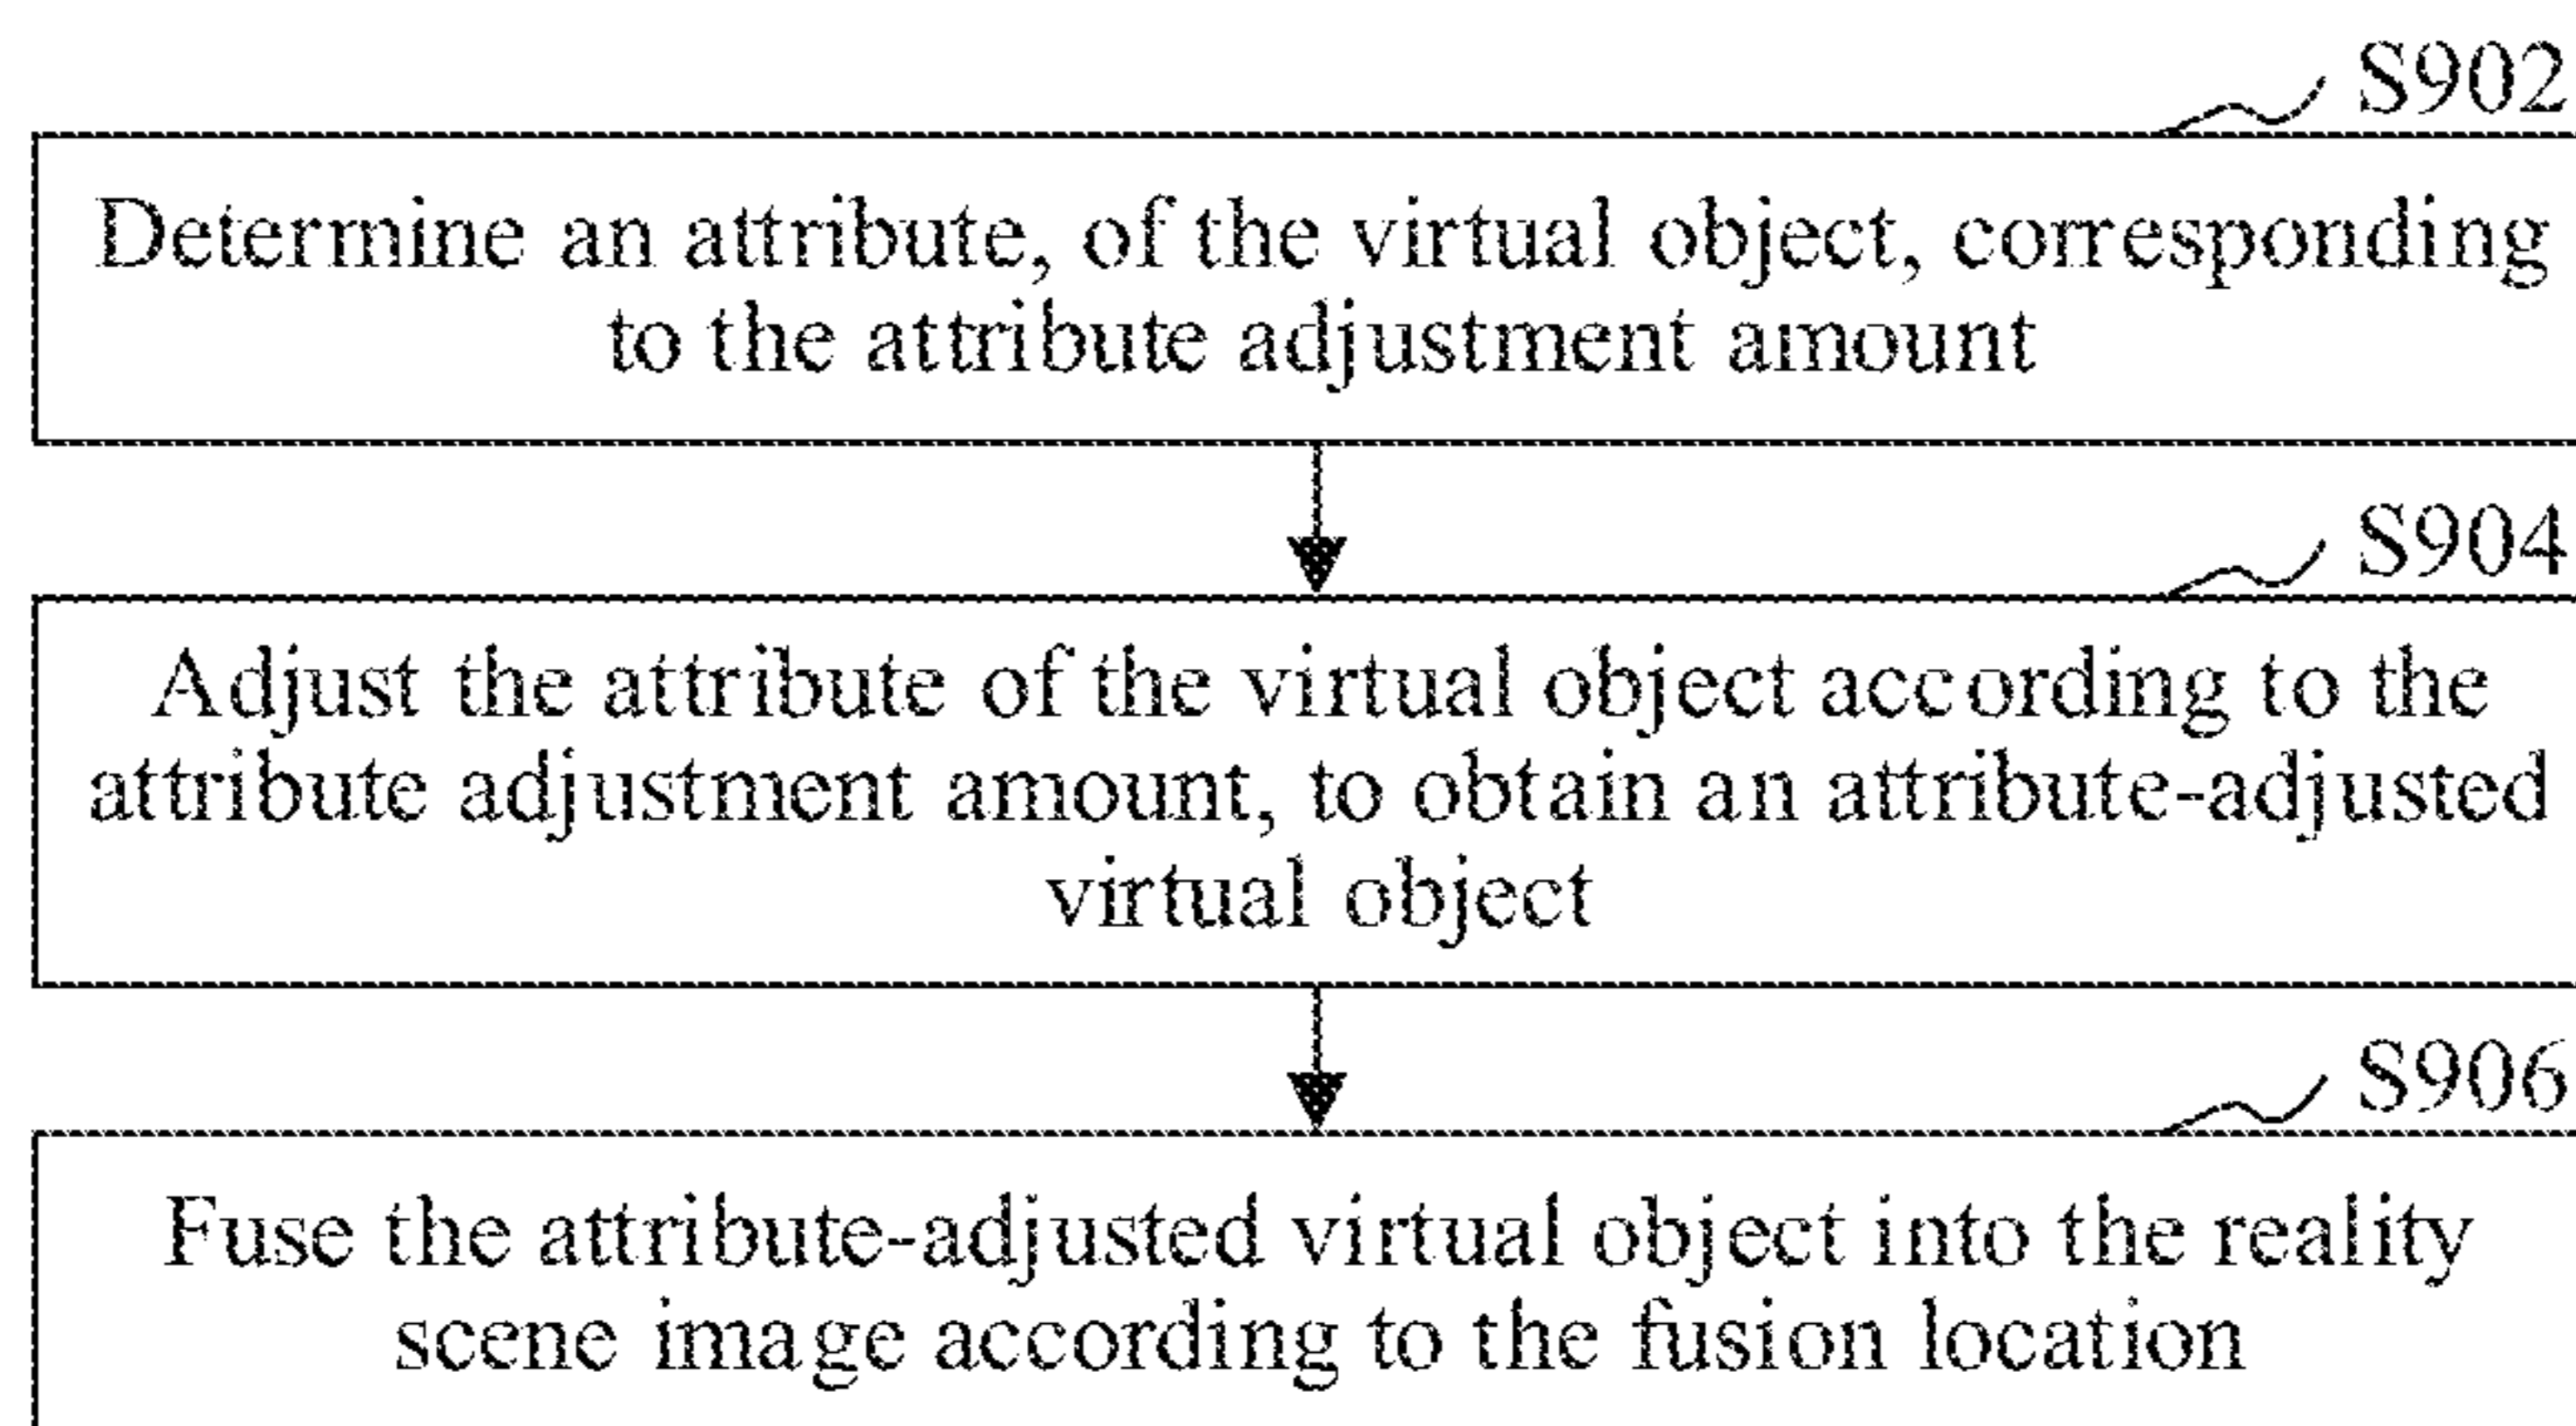 S902
Determine an attribute, of the virtual object, corresponding
to the attribute adjustment amount
S904
Adjust the attribute of the virtual object according to the
attribute adjustment amount, to obtain an attribute-adjusted
virtual object
S906
Fuse the attribute-adjusted virtual object into the reality
scene image according to the fusion location